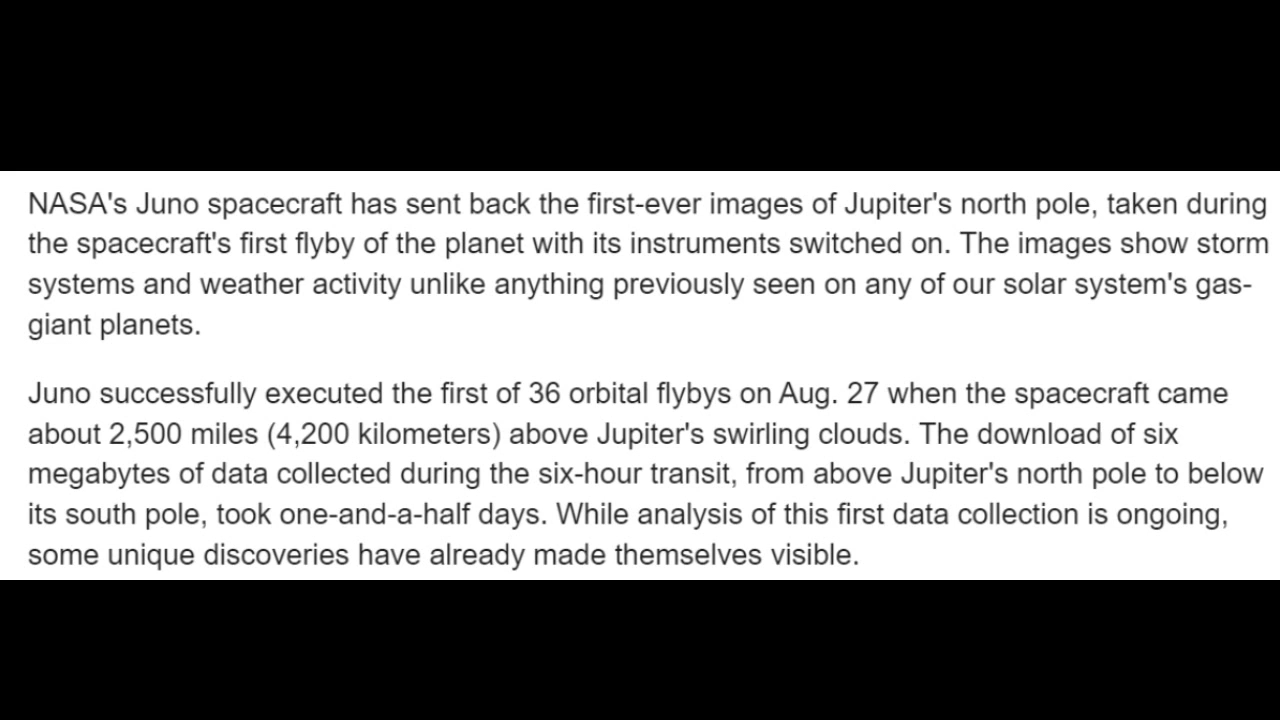 NASA's Juno spacecraft has sent back the first-ever images of Jupiter's north pole, taken during
the spacecraft's first flyby of the planet with its instruments switched on. The images show storm
systems and weather activity unlike anything previously seen on any of our solar system's gas-
giant planets.
Juno successfully executed the first of 36 orbital flybys on Aug. 27 when the spacecraft came
about 2,500 miles (4,200 kilometers) above Jupiter's swirling clouds. The download of six
megabytes of data collected during the six-hour transit, from above Jupiter's north pole to below
its south pole, took one-and-a-half days. While analysis of this first data collection is ongoing,
some unique discoveries have already made themselves visible.